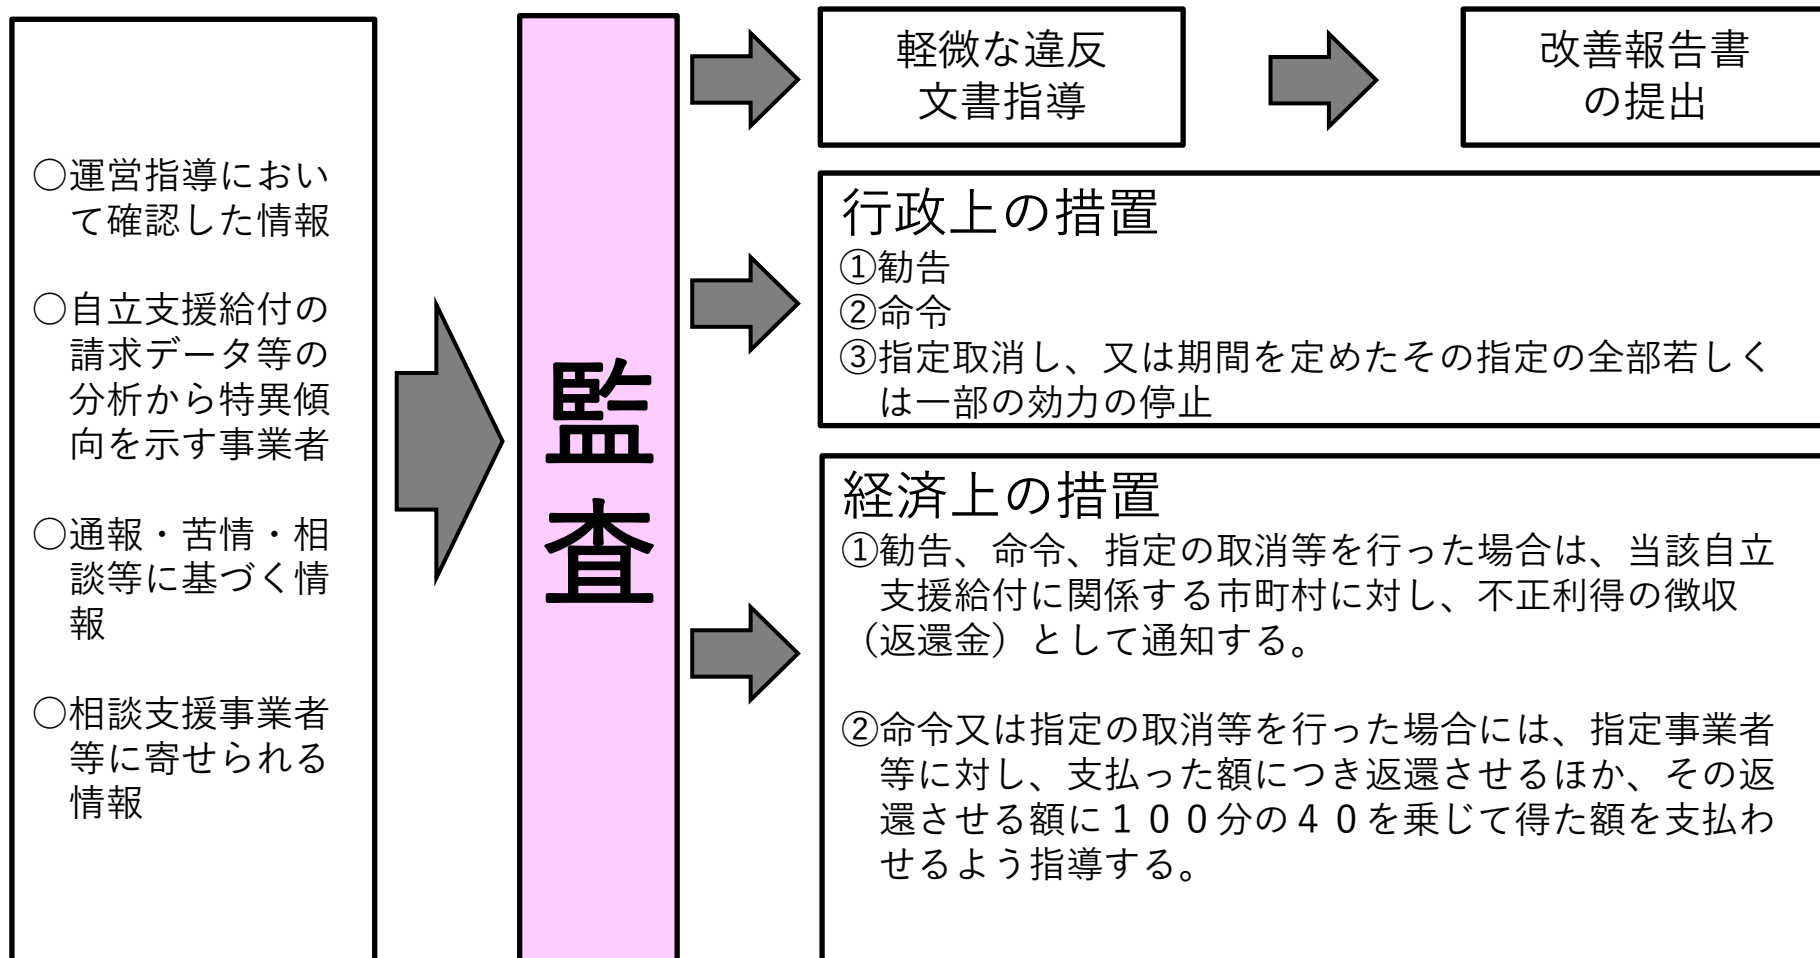 ○運営指導におい
て確認した情報
○自立支援給付の
請求データ等の
分析から特異傾
向を示す事業者
○通報・苦情・相
談等に基づく情
報
○相談支援事業者
等に寄せられる
情報
監
査
軽微な違反
文書指導
改善報告書
の提出
行政上の措置
①勧告
②命令
③指定取消し、又は期間を定めたその指定の全部若しく
は一部の効力の停止
経済上の措置
①勧告、命令、指定の取消等を行った場合は、当該自立
支援給付に関係する市町村に対し、不正利得の徴収
（返還金）として通知する。
②命令又は指定の取消等を行った場合には、指定事業者
等に対し、支払った額につき返還させるほか、その返
還させる額に１００分の４０を乗じて得た額を支払わ
せるよう指導する。